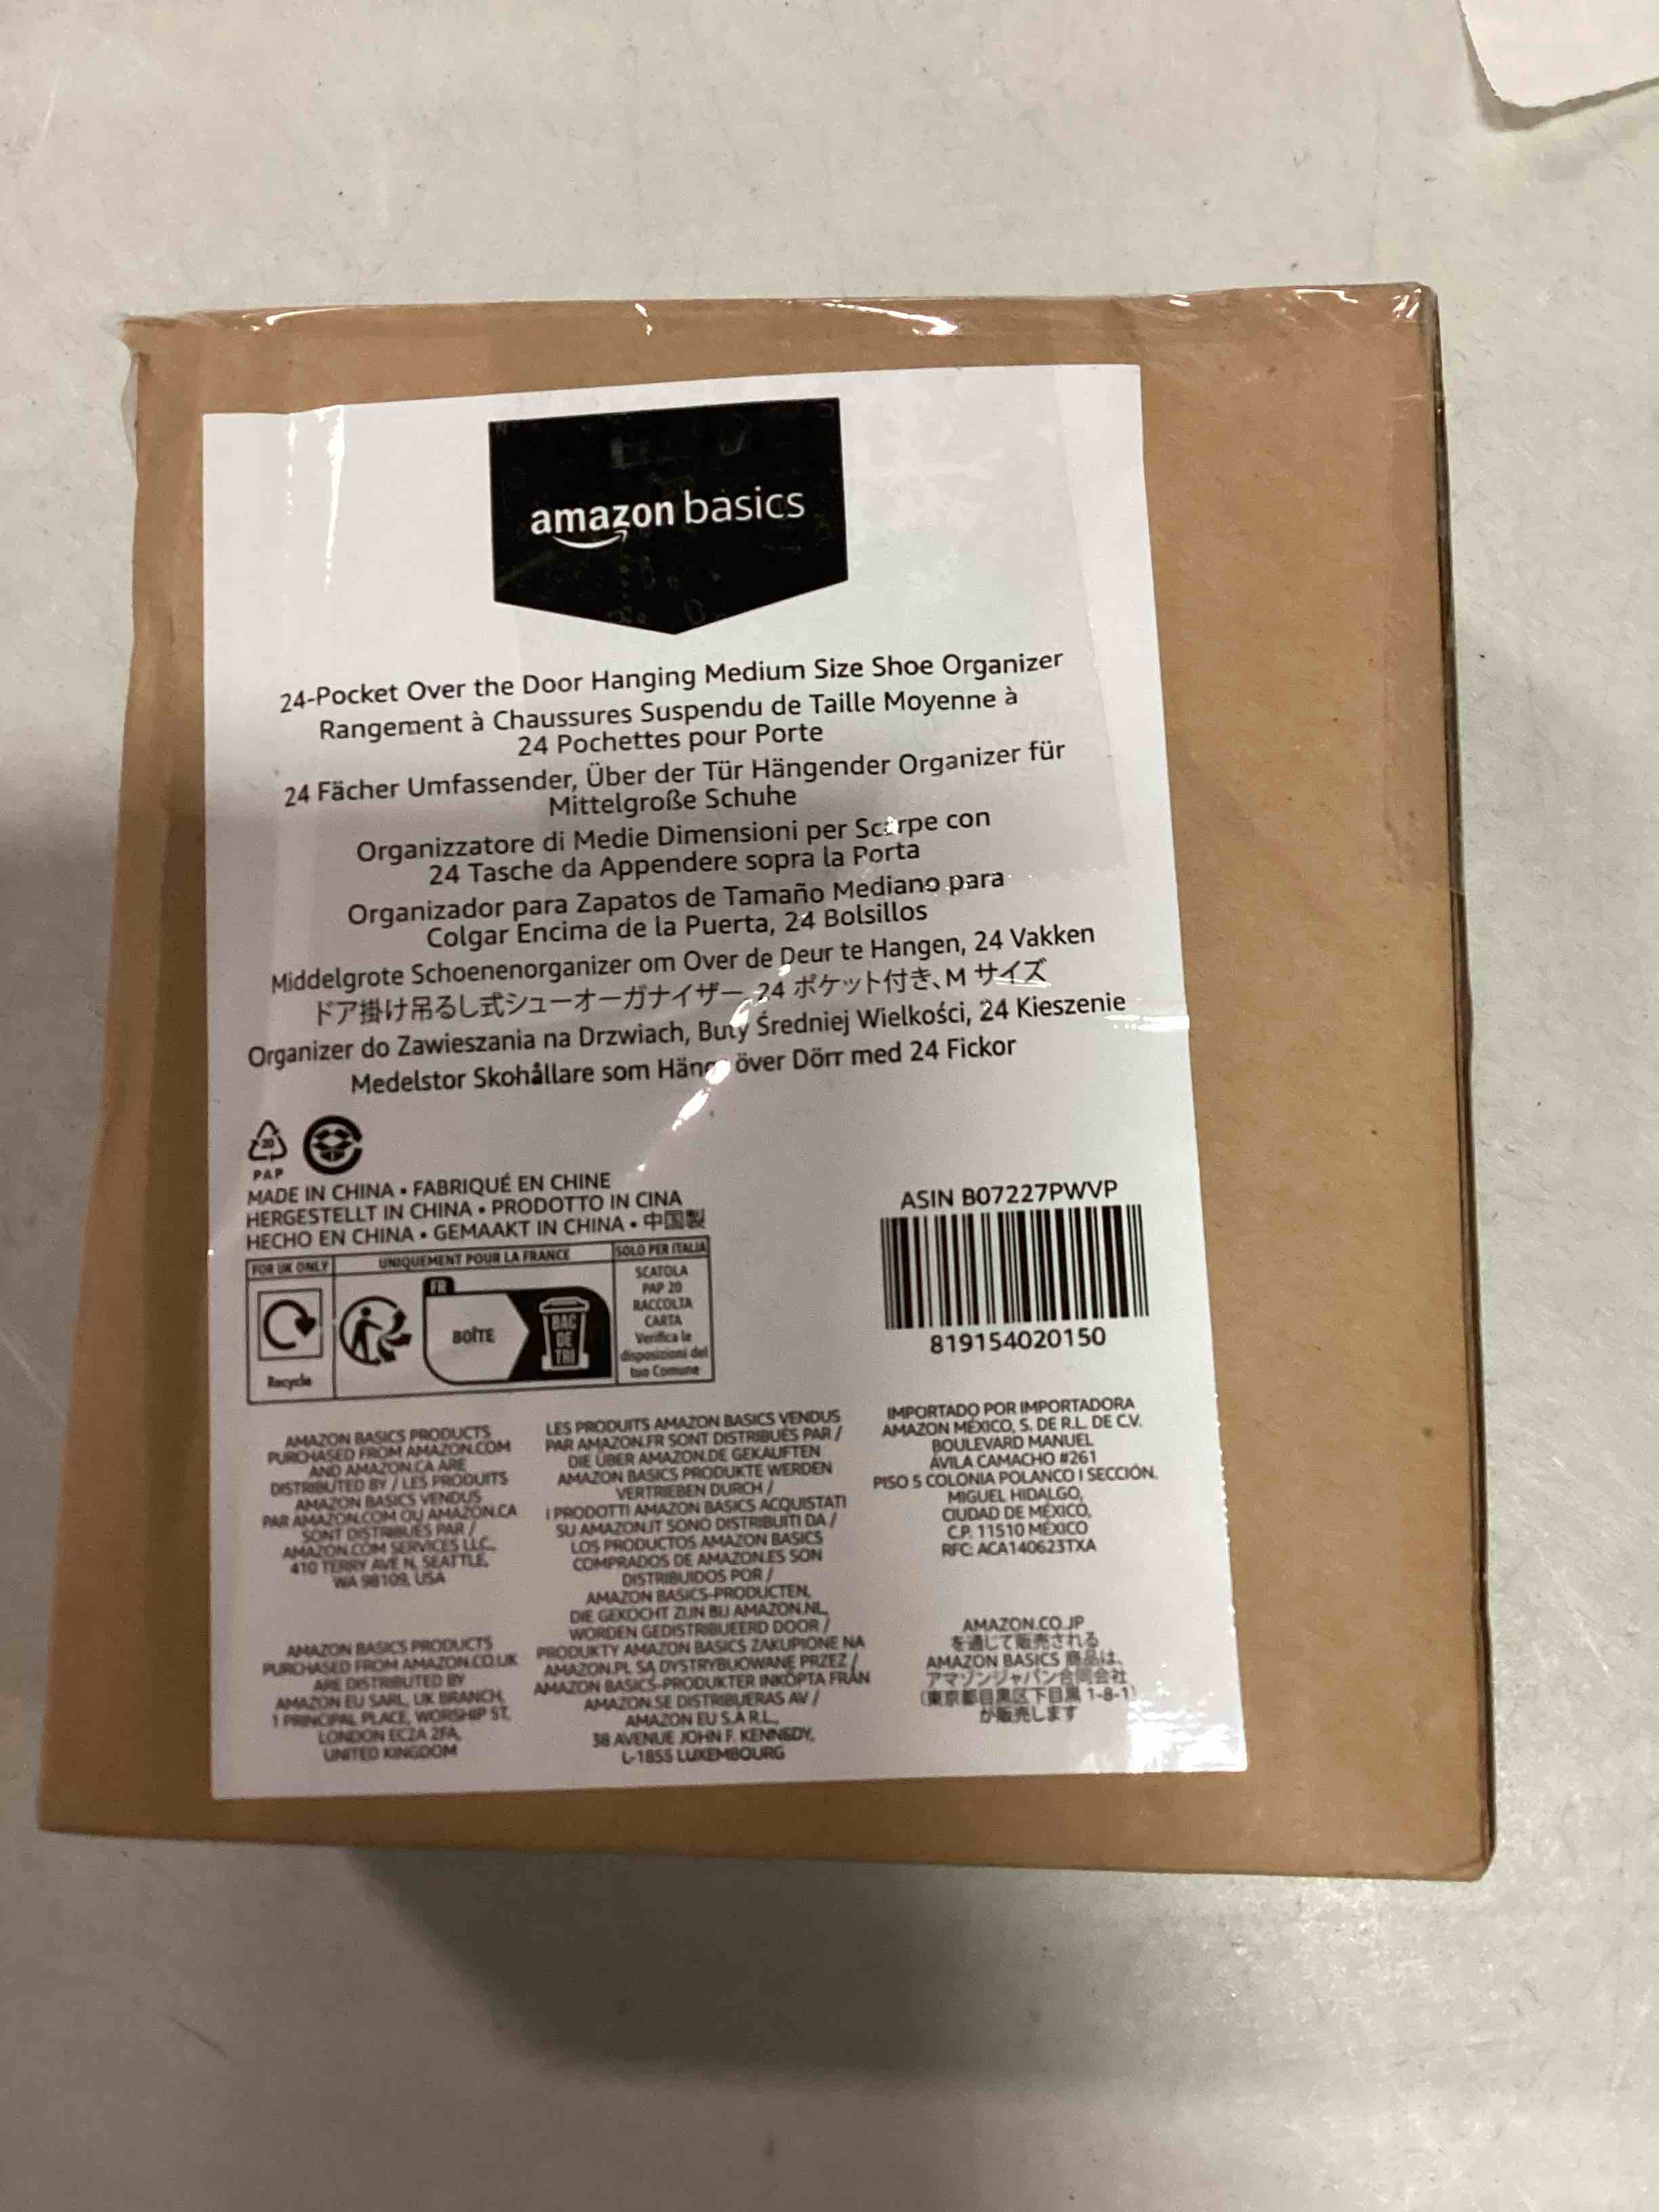 amazon basics
24-Pocket Over the Door Hanging Medium Size Shoe Organizer
Rangement à Chaussures Suspendu de Taille Moyenne à
24 Pochettes pour Porte
24 Fächer Umfassender, Über der Tür Hängender Organizer für
Mittelgroße Schuhe
Organizzatore di Medie Dimensioni per Scarpe con
24 Tasche da Appendere sopra la Porta
Organizador para Zapatos de Tamaño Mediano para
Colgar Encima de la Puerta, 24 Bolsillos
Middelgrote Schoenenorganizer om Over de Deur te Hangen, 24 Vakken
ドア掛け吊るし式シューオーガナイザー 24 ポケット付き、M サイズ
Organizer do Zawieszania na Drzwiach, Buty Średniej Wielkości, 24 Kieszenie
Medelstor Skohållare som över Dörr med 24 Fickor
20
PAP
MADE IN CHINA • FABRIQUÉ EN CHINE
HERGESTELLT IN CHINA • PRODOTTO IN CINA
HECHO EN CHINA • GEMAAKT IN CHINA • 中国製
FOR UK ONLY
Recycle
UNIQUEMENT POUR LA FRANCE
FR
BOÎTE
BAC
DE
TRI
SOLO PER ITALIA
SCATOLA
PAP 20
RACCOLTA
CARTA
Verifica le
disposizioni del
tuo Comune
ASIN B07227PWVP
819154020150
AMAZON BASICS PRODUCTS
PURCHASED FROM AMAZON.COM
AND AMAZON.CA ARE
DISTRIBUTED BY / LES PRODUITS
AMAZON BASICS VENDUS
PAR AMAZON.COM OU AMAZON.CA
SONT DISTRIBUÉS PAR /
AMAZON.COM SERVICES LLC,
410 TERRY AVE N, SEATTLE,
WA 98109, USA
AMAZON BASICS PRODUCTS
PURCHASED FROM AMAZON.CO.UK
ARE DISTRIBUTED BY
AMAZON EU SARL, UK BRANCH,
1 PRINCIPAL PLACE, WORSHIP ST,
LONDON EC2A 2FA,
UNITED KINGDOM
LES PRODUITS AMAZON BASICS VENDUS
PAR AMAZON.FR SONT DISTRIBUÉS PAR /
DIE ÜBER AMAZON.DE GEKAUFTEN
AMAZON BASICS PRODUKTE WERDEN
VERTRIEBEN DURCH /
I PRODOTTI AMAZON BASICS ACQUISTATI
SU AMAZON.IT SONO DISTRIBUITI DA /
LOS PRODUCTOS AMAZON BASICS
COMPRADOS DE AMAZON.ES SON
DISTRIBUIDOS POR /
AMAZON BASICS-PRODUCTEN,
DIE GEKOCHT ZIJN BIJ AMAZON.NL,
WORDEN GEDISTRIBUEERD DOOR /
PRODUKTY AMAZON BASICS ZAKUPIONE NA
AMAZON.PL SĄ DYSTRYBUOWANE PRZEZ /
AMAZON BASICS-PRODUKTER INKÖPTA FRÅN
AMAZON.SE DISTRIBUERAS AV /
AMAZON EU S.À R.L.,
38 AVENUE JOHN F. KENNEDY,
L-1855 LUXEMBOURG
IMPORTADO POR IMPORTADORA
AMAZON MÉXICO, S. DE R.L. DE C.V.
BOULEVARD MANUEL
ÁVILA CAMACHO #261
PISO 5 COLONIA POLANCO I SECCIÓN.
MIGUEL HIDALGO,
CIUDAD DE MÉXICO,
C.P. 11510 MÉXICO
RFC: ACA140623TXA
AMAZON.CO.JP
を通じて販売される
AMAZON BASICS 商品は、
アマゾンジャパン合同会社
(東京都目黒区下目黒 1-8-1)
が販売します